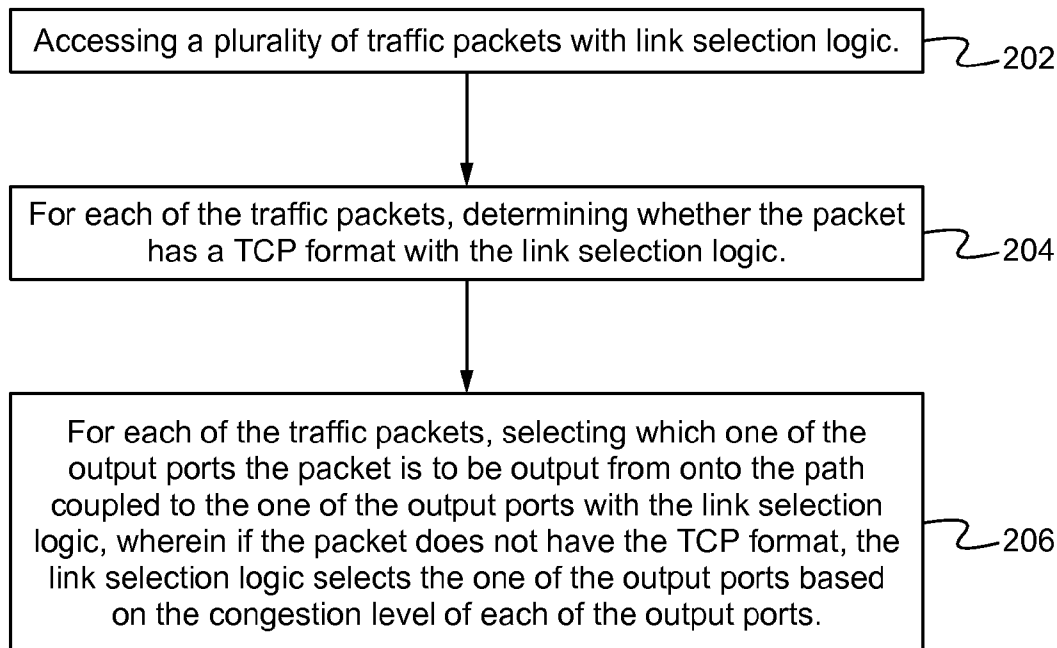 Accessing a plurality of traffic packets with link selection logic.
202
For each of the traffic packets, determining whether the packet
has a TCP format with the link selection logic.
204
For each of the traffic packets, selecting which one of the
output ports the packet is to be output from onto the path
coupled to the one of the output ports with the link selection
logic, wherein if the packet does not have the TCP format, the
link selection logic selects the one of the output ports based
on the congestion level of each of the output ports.
206